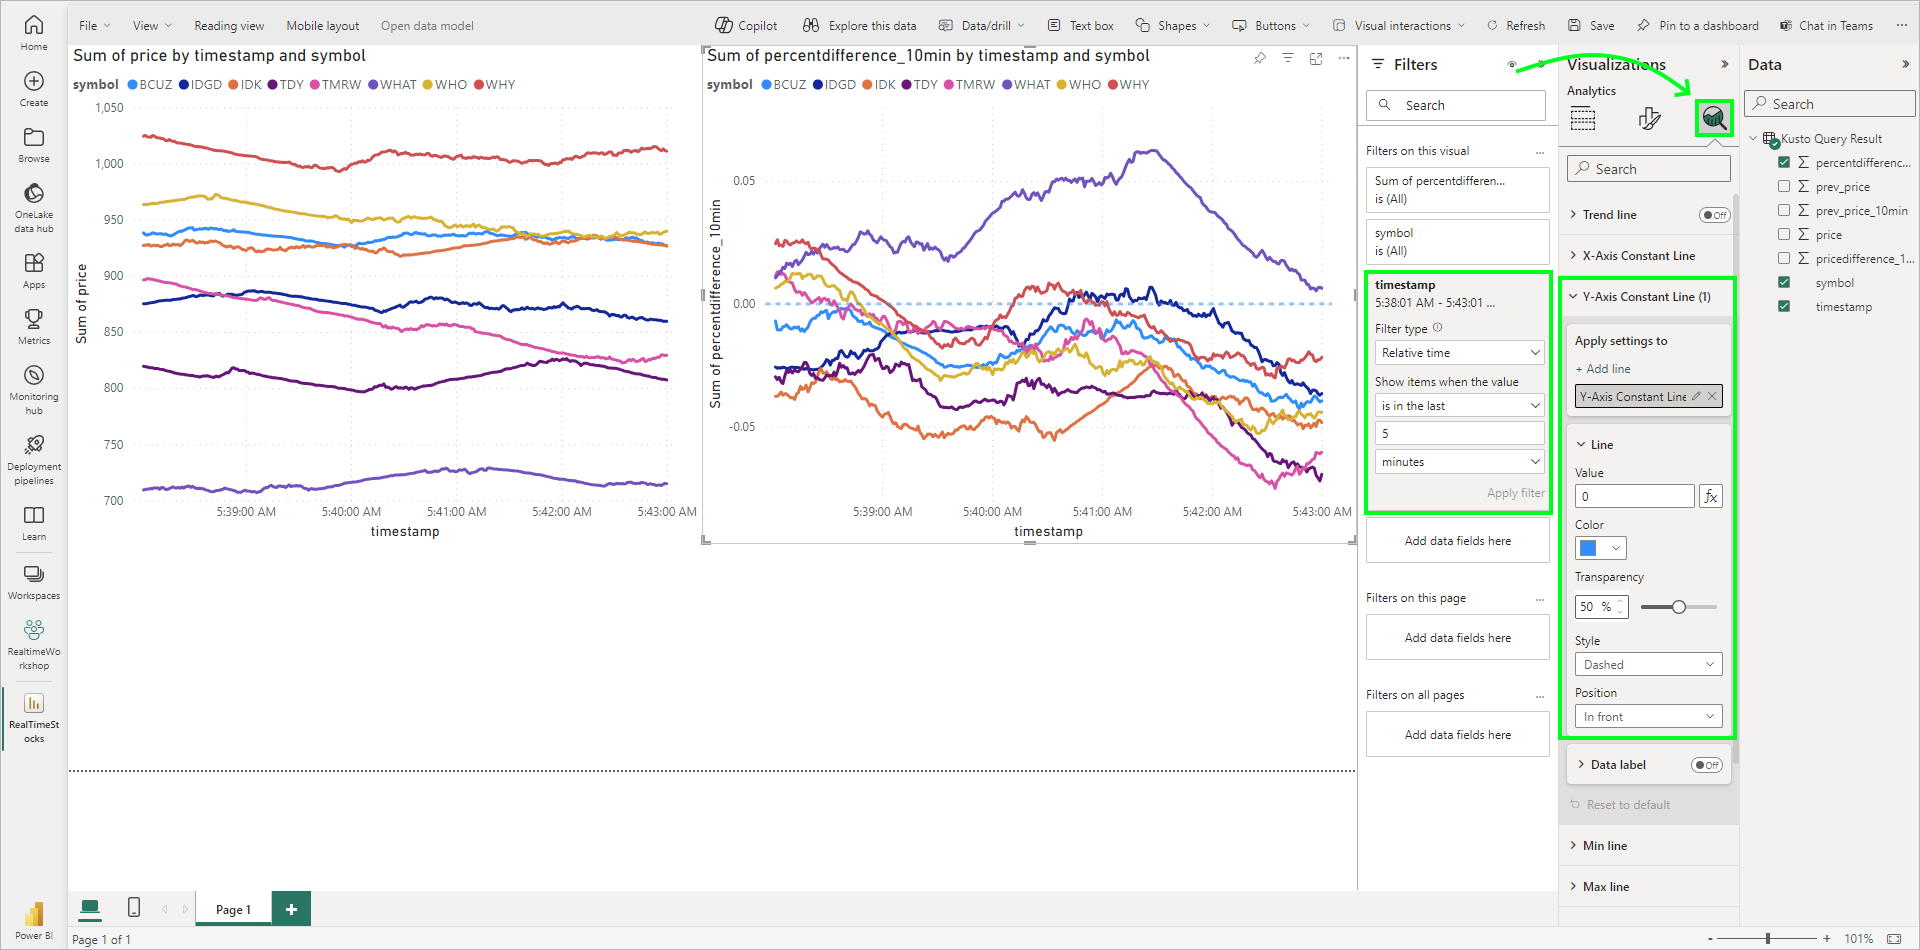 File
View
Reading view
Mobile layout
Open data model
Copilot
Explore this data
Data/drill
Text box
Shapes
Buttons
Visual interactions
Refresh
Save
Pin to a dashboard
Chat in Teams
Home
Create
Browse
OneLake
data hub
Apps
Metrics
Monitoring
hub
Deployment
pipelines
Learn
Workspaces
RealtimeWo
rkshop
RealTimeSt
ocks
Power BI
Sum of price by timestamp and symbol
symbol BCUZ IDGD IDK TDY TMRW WHAT WHO WHY
1,050
1,000
950
900
850
800
750
700
Sum of price
5:39:00 AM 5:40:00 AM 5:41:00 AM 5:42:00 AM 5:43:00 AM
timestamp
Sum of percentdifference_10min by timestamp and symbol
symbol BCUZ IDGD IDK TDY TMRW WHAT WHO WHY
0.05
0.00
-0.05
Sum of percentdifference_10min
5:39:00 AM 5:40:00 AM 5:41:00 AM 5:42:00 AM 5:43:00 AM
timestamp
Filters
Search
Filters on this visual
Sum of percentdifferen...
is (All)
symbol
is (All)
timestamp
5:38:01 AM - 5:43:01 ...
Filter type
Relative time
Show items when the value
is in the last
5
minutes
Apply filter
Add data fields here
Filters on this page
Add data fields here
Filters on all pages
Add data fields here
Visualizations
Analytics
Search
Trend line
Off
X-Axis Constant Line
Y-Axis Constant Line (1)
Apply settings to
+ Add line
Y-Axis Constant Line
Line
Value
0
fx
Color
Transparency
50 %
Style
Dashed
Position
In front
Data label
Off
Reset to default
Min line
Max line
Data
Search
Kusto Query Result
percentdifferenc...
prev_price
prev_price_10min
price
pricedifference_1...
symbol
timestamp
Page 1
+
Page 1 of 1
- + 101%